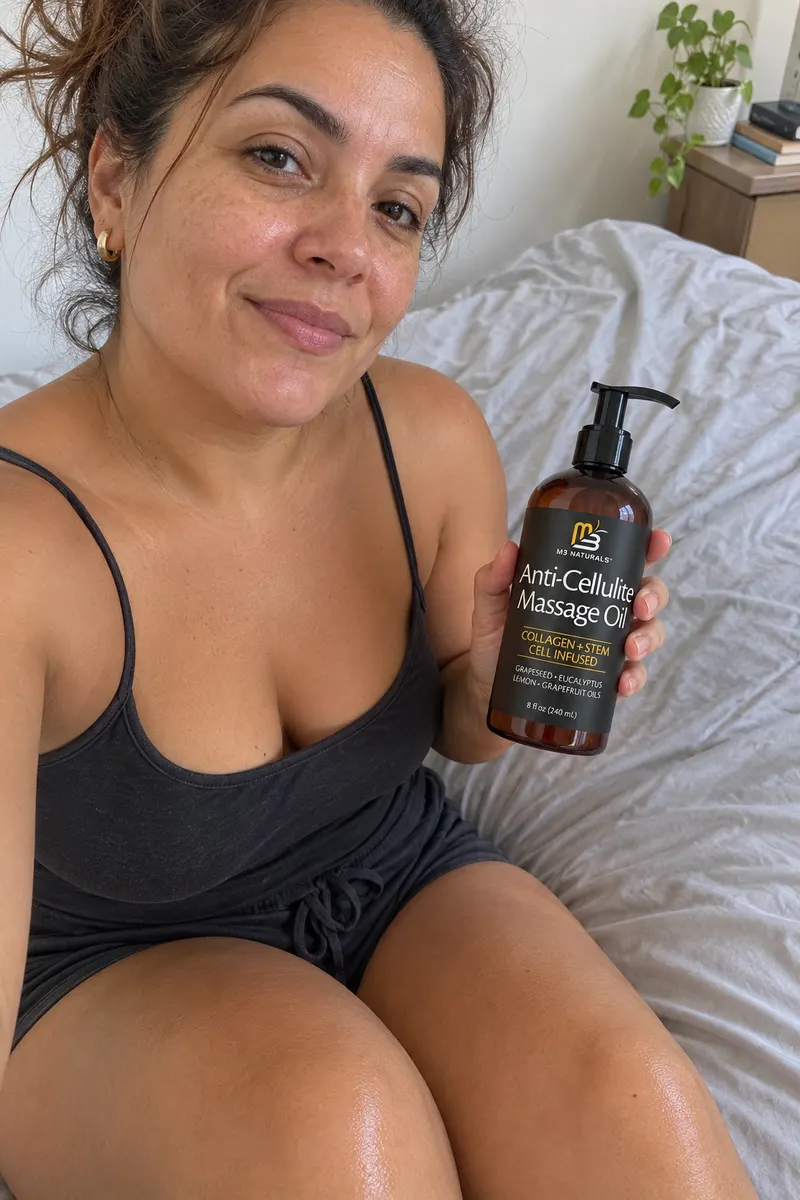 M3
M3 NATURALS
Anti-Cellulite
Massage Oil
COLLAGEN + STEM
CELL INFUSED
GRAPESEED • EUCALYPTUS
LEMON • GRAPEFRUIT OILS
8 fl oz (240 mL)